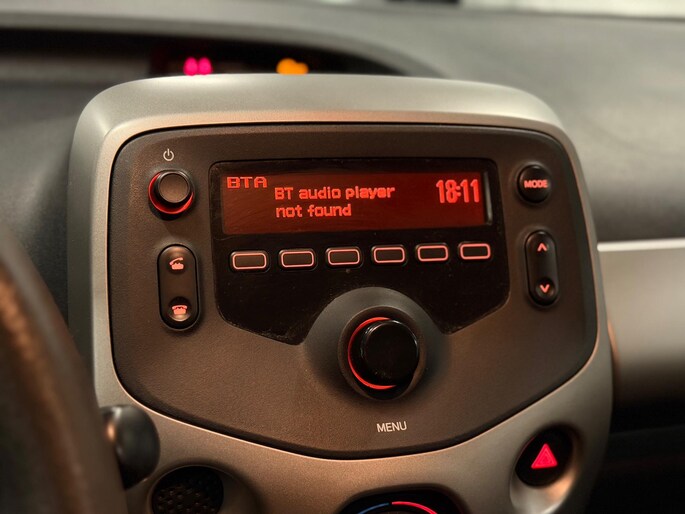 BTA
BT audio player
not found
18:11
MODE
MENU